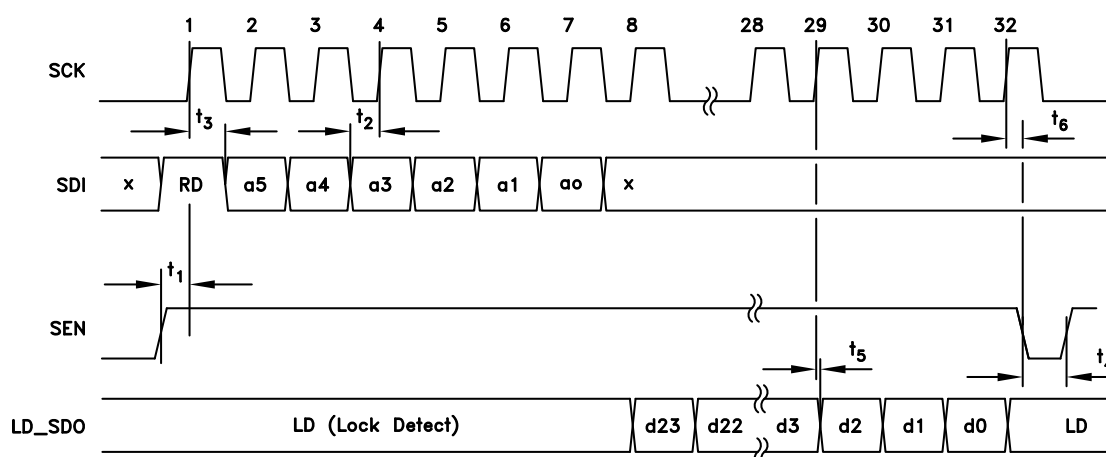 1 2 3 4 5 6 7 8 28 29 30 31 32
SCK
t3 t2 t6
SDI x RD a5 a4 a3 a2 a1 ao x
t1
SEN
t5
LD_SDO LD (Lock Detect) d23 d22 d3 d2 d1 d0 LD